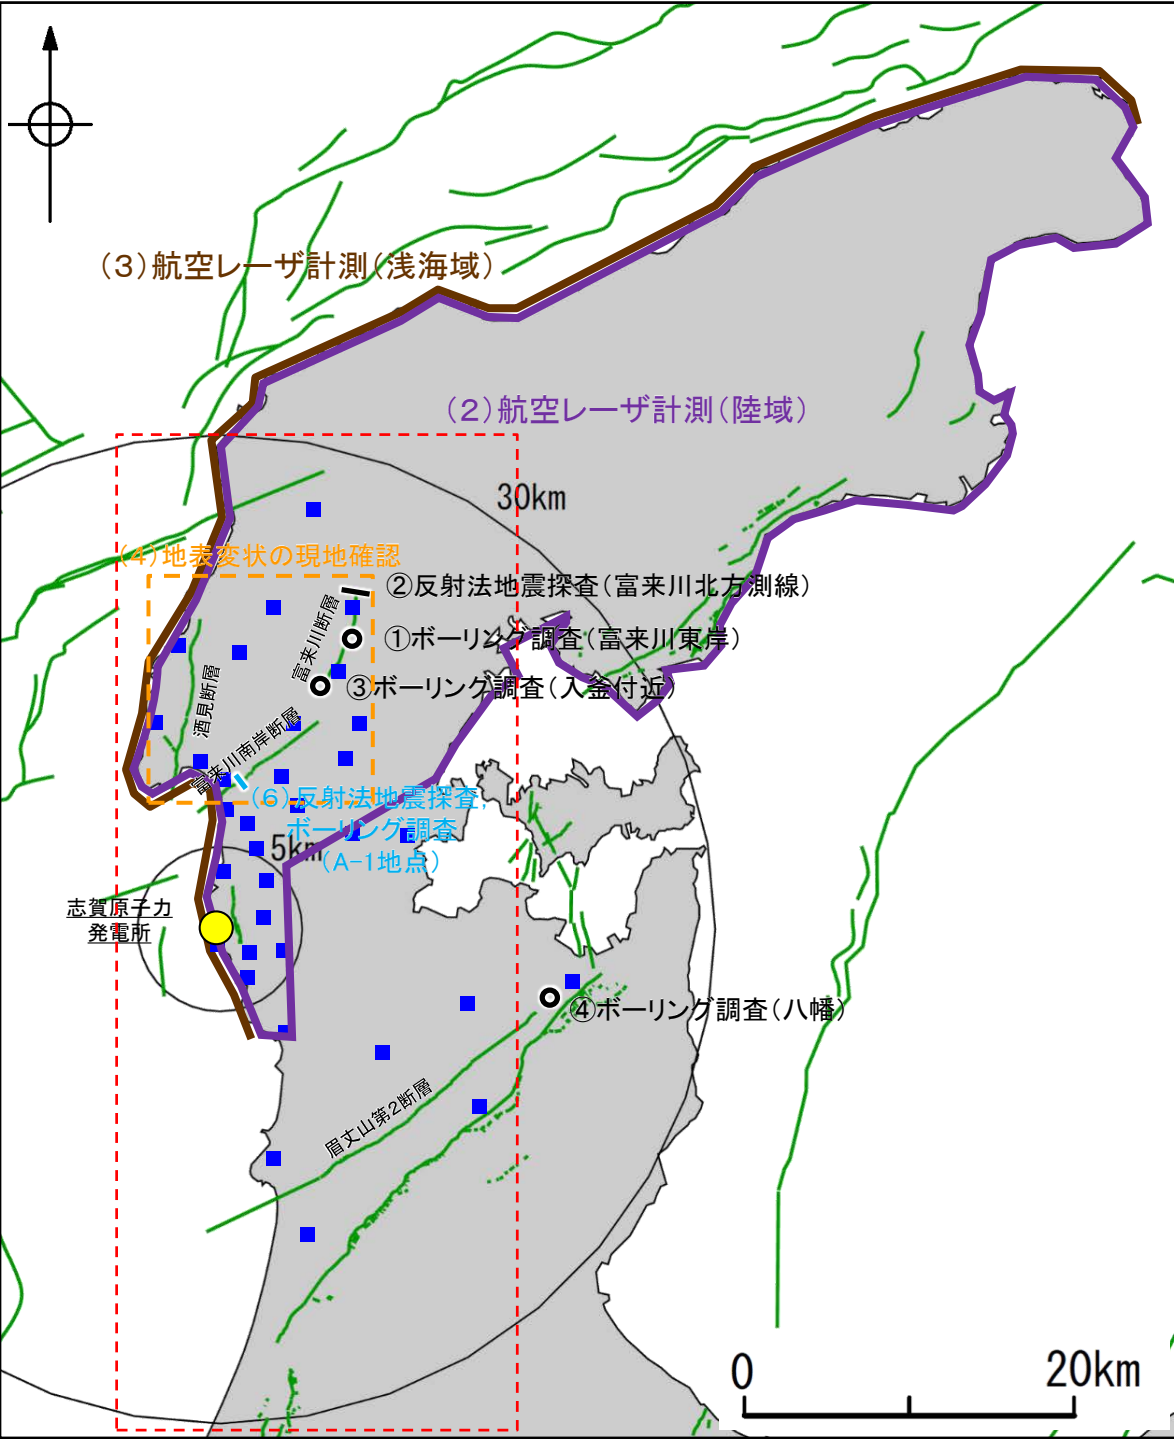 (3)航空レーザ計測(浅海域)
(2)航空レーザ計測(陸域)
30km
(4)地表変状の現地確認
②反射法地震探査(富来川北方測線)
富来川断層
①ボーリング調査(富来川東岸)
酒見断層
③ボーリング調査(入釜付近)
富来川南岸断層
(6)反射法地震探査,
ボーリング調査
(A-1地点)
5km
志賀原子力
発電所
④ボーリング調査(八幡)
眉丈山第2断層
0
20km